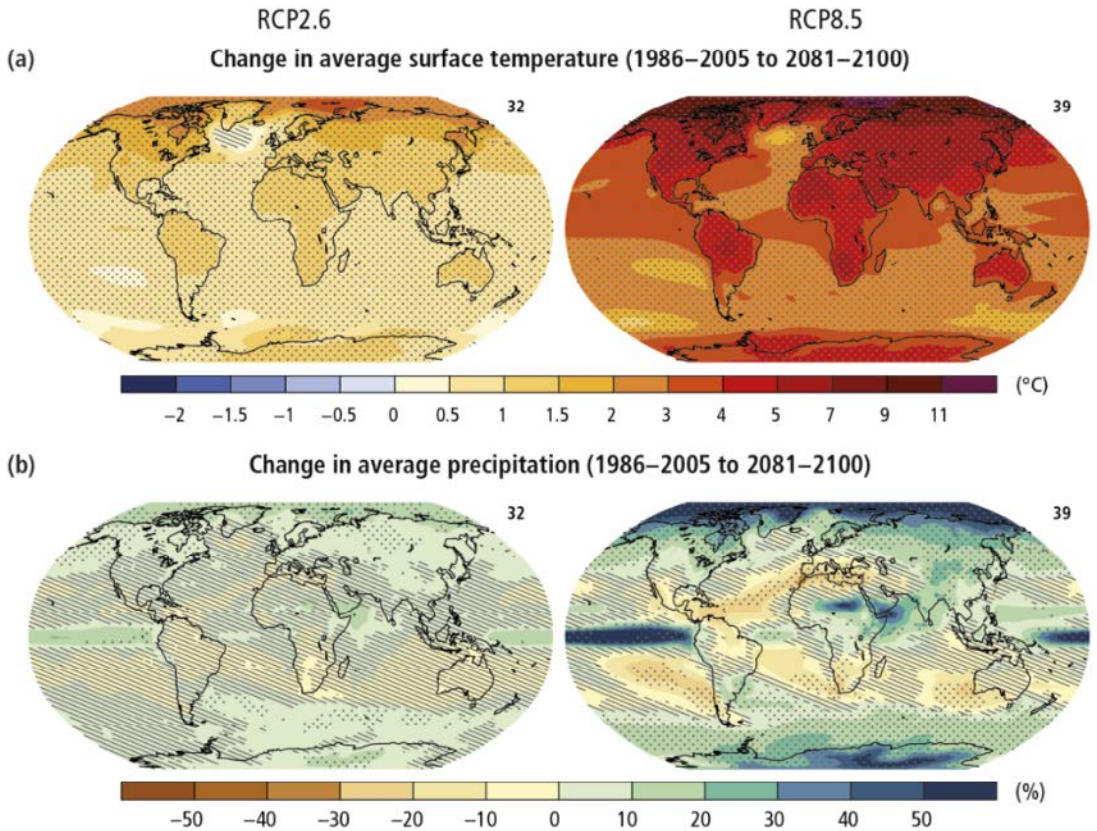 RCP2.6 RCP8.5
(a) Change in average surface temperature (1986–2005 to 2081–2100)
32 39
(°C)
−2 −1.5 −1 −0.5 0 0.5 1 1.5 2 3 4 5 7 9 11
(b) Change in average precipitation (1986–2005 to 2081–2100)
32 39
(%)
−50 −40 −30 −20 −10 0 10 20 30 40 50